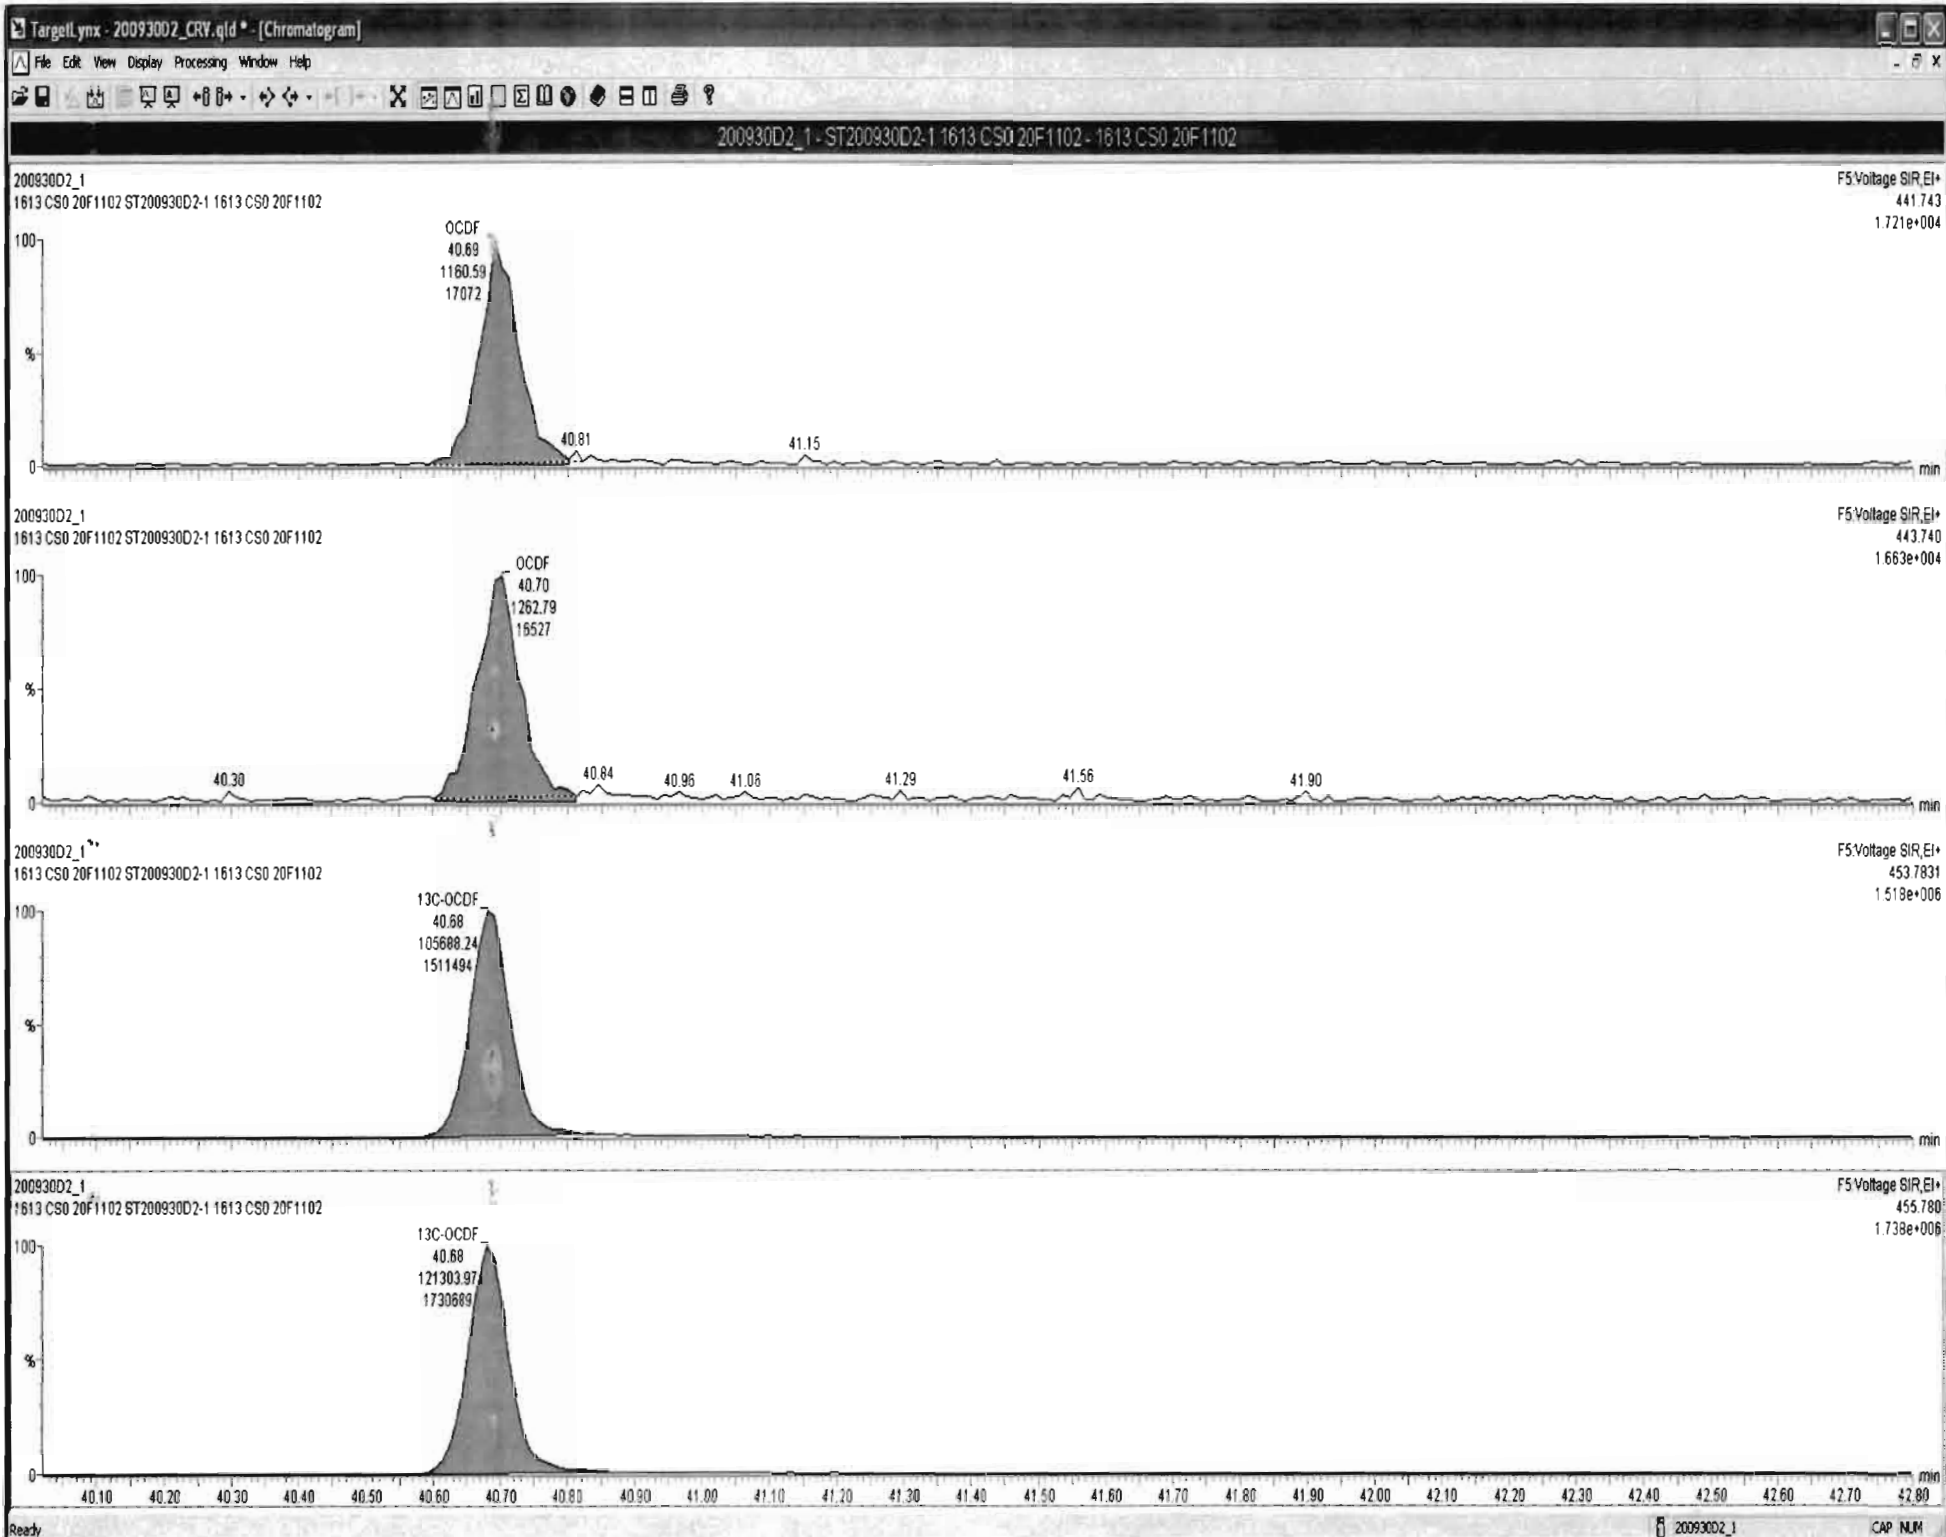 TargetLynx - 200930D2_CRV.qld * - [Chromatogram]
File Edit View Display Processing Window Help
200930D2_1 - ST200930D2-1 1613 CS0 20F1102 - 1613 CS0 20F1102
200930D2_1
1613 CS0 20F1102 ST200930D2-1 1613 CS0 20F1102
F5:Voltage SIR,EI+
441.743
1.721e+004
100
%
0
OCDF
40.69
1160.59
17072
40.81
41.15
min
200930D2_1
1613 CS0 20F1102 ST200930D2-1 1613 CS0 20F1102
F5:Voltage SIR,EI+
443.740
1.663e+004
100
%
0
OCDF
40.70
1262.79
16527
40.30
40.84
40.96
41.06
41.29
41.56
41.90
min
200930D2_1
1613 CS0 20F1102 ST200930D2-1 1613 CS0 20F1102
F5:Voltage SIR,EI+
453.7831
1.518e+006
100
%
0
13C-OCDF
40.68
105688.24
1511494
min
200930D2_1
1613 CS0 20F1102 ST200930D2-1 1613 CS0 20F1102
F5:Voltage SIR,EI+
455.780
1.738e+006
100
%
0
13C-OCDF
40.68
121303.97
1730689
min
40.10 40.20 40.30 40.40 40.50 40.60 40.70 40.80 40.90 41.00 41.10 41.20 41.30 41.40 41.50 41.60 41.70 41.80 41.90 42.00 42.10 42.20 42.30 42.40 42.50 42.60 42.70 42.80
Ready
200930D2_1
CAP NUM